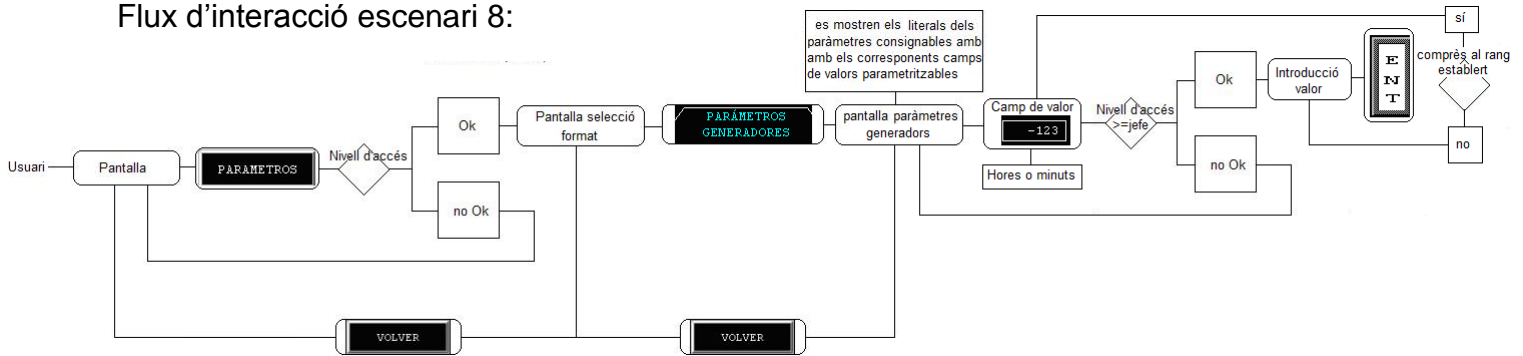 Flux d'interacció escenari 8:
es mostren els literals dels
paràmetres consignables amb
amb els corresponents camps
de valors parametritzables
sí
comprès al rang
establert
no
Usuari
Pantalla
PARAMETROS
Nivell d'accés
Ok
no Ok
Pantalla selecció
format
PARÁMETROS
GENERADORES
pantalla paràmetres
generadors
Camp de valor
-123
Hores o minuts
Nivell d'accés
>=jefe
Ok
no Ok
Introducció
valor
E
N
T
VOLVER
VOLVER